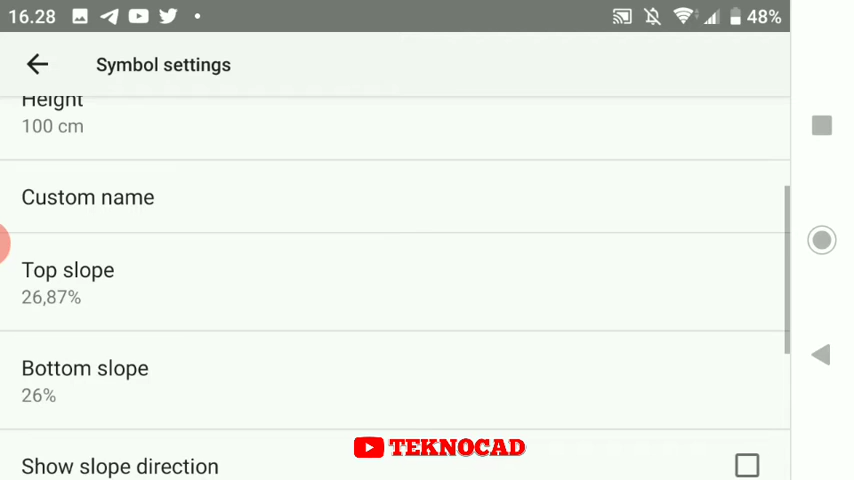 16.28
48%
Symbol settings
Height
100 cm
Custom name
Top slope
26,87%
Bottom slope
26%
TEKNOCAD
Show slope direction